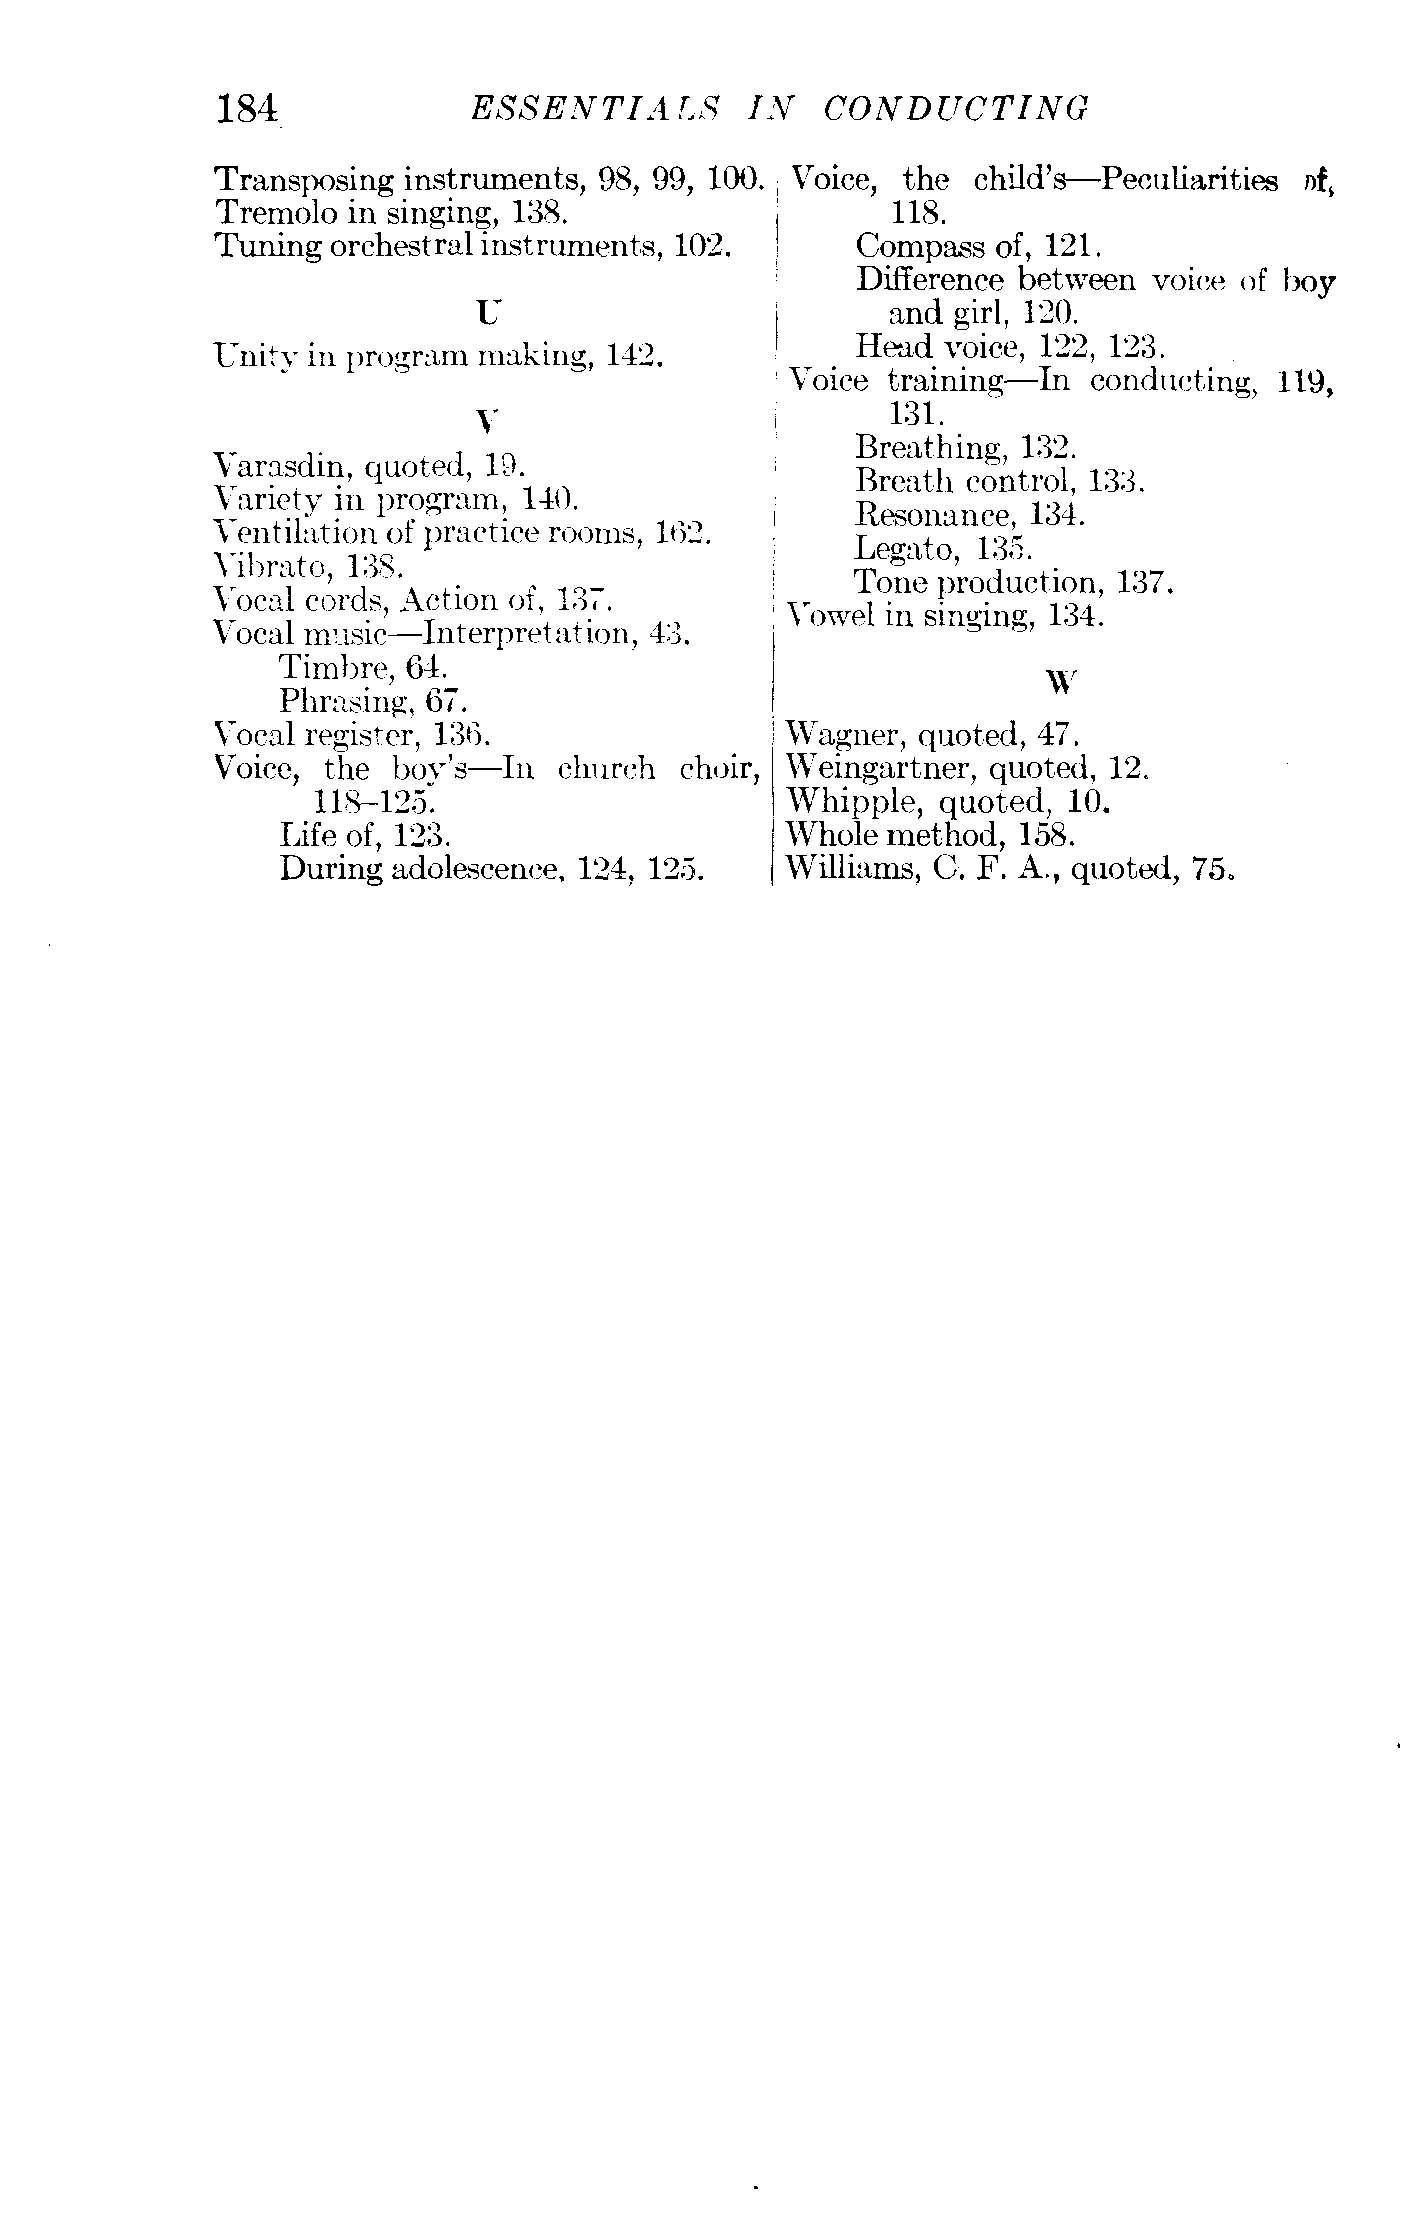 184 ESSENTIALS IN CONDUCTING
Transposing instruments, 98, 99, 100.
Tremolo in singing, 138.
Tuning orchestral instruments, 102.
U
Unity in program making, 142.
V
Varasdin, quoted, 19.
Variety in program, 140.
Ventilation of practice rooms, 162.
Vibrato, 138.
Vocal cords, Action of, 137.
Vocal music—Interpretation, 43.
Timbre, 64.
Phrasing, 67.
Vocal register, 136.
Voice, the boy's—In church choir,
118–125.
Life of, 123.
During adolescence, 124, 125.
Voice, the child's—Peculiarities of,
118.
Compass of, 121.
Difference between voice of boy
and girl, 120.
Head voice, 122, 123.
Voice training—In conducting, 119,
131.
Breathing, 132.
Breath control, 133.
Resonance, 134.
Legato, 135.
Tone production, 137.
Vowel in singing, 134.
W
Wagner, quoted, 47.
Weingartner, quoted, 12.
Whipple, quoted, 10.
Whole method, 158.
Williams, C. F. A., quoted, 75.